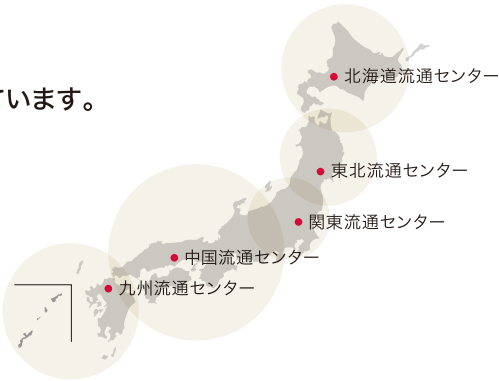 ています。
北海道流通センター
東北流通センター
関東流通センター
中国流通センター
九州流通センター